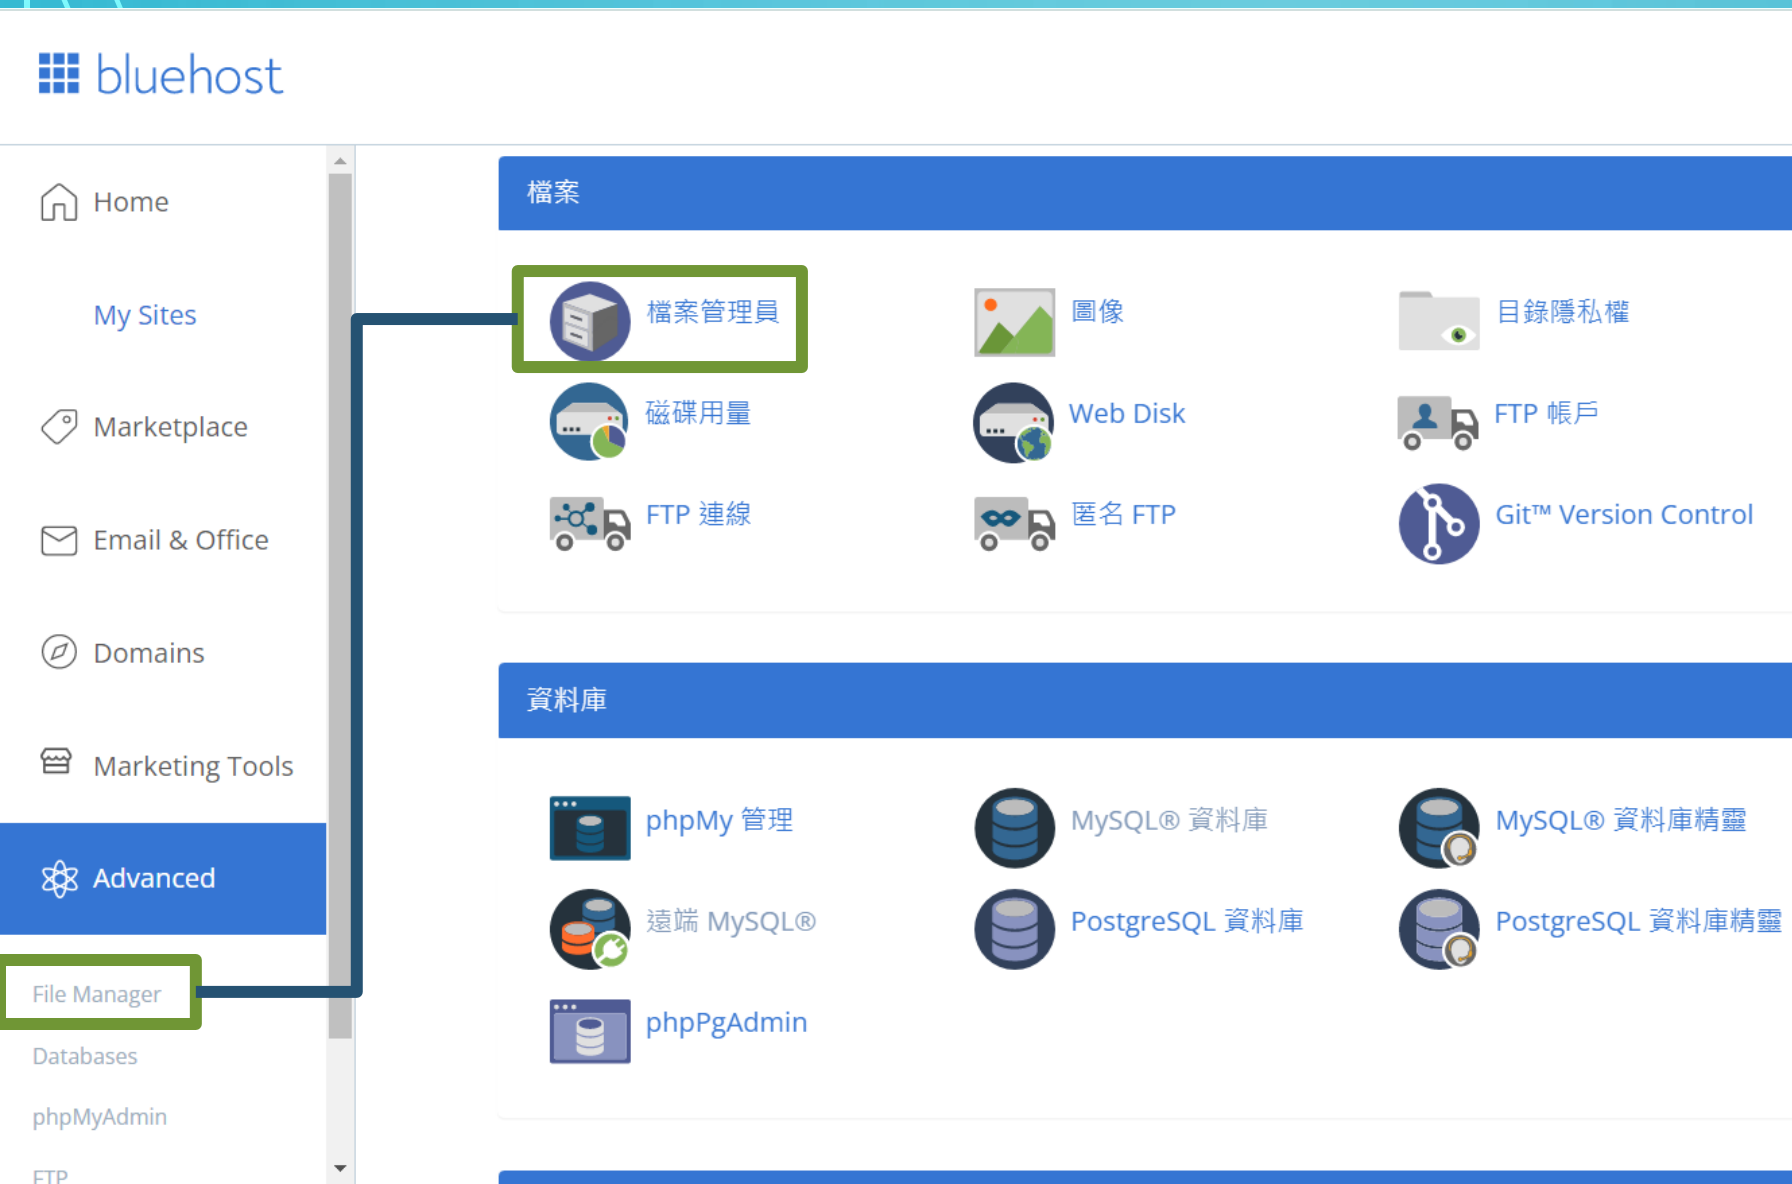 bluehost
Home
My Sites
Marketplace
Email & Office
Domains
Marketing Tools
Advanced
File Manager
Databases
phpMyAdmin
FTP
檔案
檔案管理員
圖像
目錄隱私權
磁碟用量
Web Disk
FTP 帳戶
FTP 連線
匿名 FTP
Git™ Version Control
資料庫
phpMy 管理
MySQL® 資料庫
MySQL® 資料庫精靈
遠端 MySQL®
PostgreSQL 資料庫
PostgreSQL 資料庫精靈
phpPgAdmin